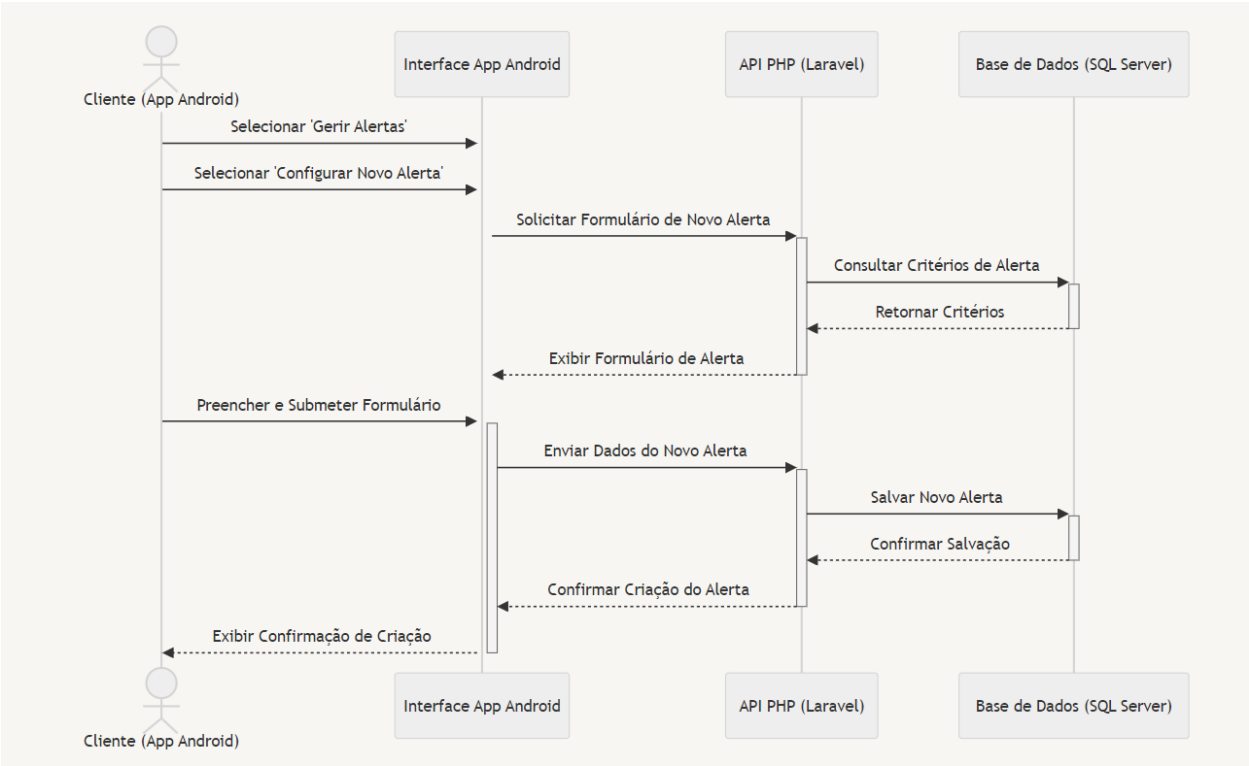 Cliente (App Android)
Interface App Android
API PHP (Laravel)
Base de Dados (SQL Server)
Selecionar 'Gerir Alertas'
Selecionar 'Configurar Novo Alerta'
Solicitar Formulário de Novo Alerta
Consultar Critérios de Alerta
Retornar Critérios
Exibir Formulário de Alerta
Preencher e Submeter Formulário
Enviar Dados do Novo Alerta
Salvar Novo Alerta
Confirmar Salvação
Confirmar Criação do Alerta
Exibir Confirmação de Criação
Cliente (App Android)
Interface App Android
API PHP (Laravel)
Base de Dados (SQL Server)